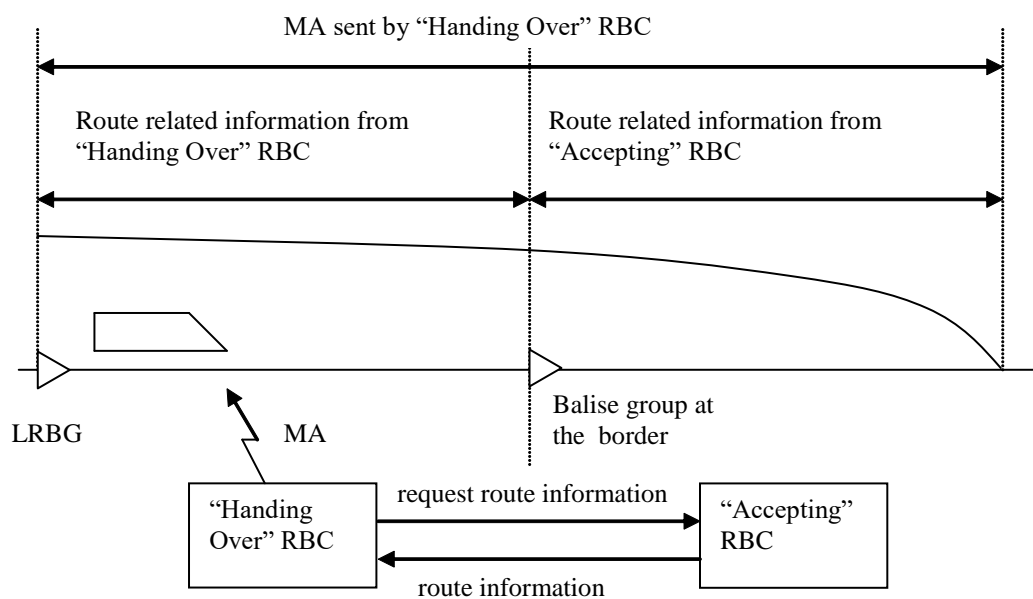 MA sent by “Handing Over” RBC
Route related information from
“Handing Over” RBC
Route related information from
“Accepting” RBC
LRBG
MA
Balise group at
the border
“Handing
Over” RBC
request route information
route information
“Accepting”
RBC